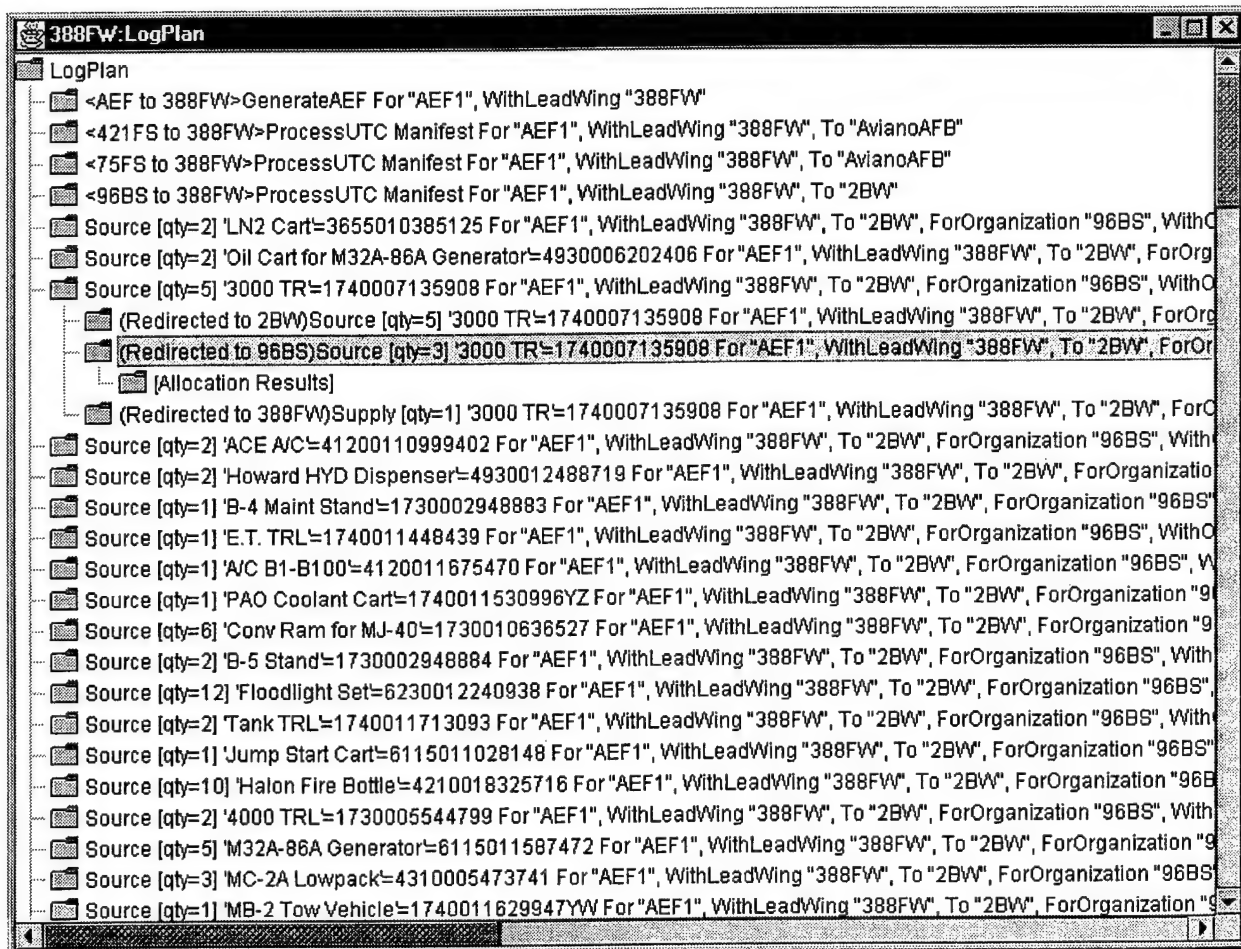 388FW:LogPlan
LogPlan
<AEF to 388FW>GenerateAEF For "AEF1", WithLeadWing "388FW"
<421FS to 388FW>ProcessUTC Manifest For "AEF1", WithLeadWing "388FW", To "AvianoAFB"
<75FS to 388FW>ProcessUTC Manifest For "AEF1", WithLeadWing "388FW", To "AvianoAFB"
<96BS to 388FW>ProcessUTC Manifest For "AEF1", WithLeadWing "388FW", To "2BW"
Source [qty=2] 'LN2 Cart'=3655010385125 For "AEF1", WithLeadWing "388FW", To "2BW", ForOrganization "96BS", WithO
Source [qty=2] 'Oil Cart for M32A-86A Generator'=4930006202406 For "AEF1", WithLeadWing "388FW", To "2BW", ForOrg
Source [qty=5] '3000 TR'=1740007135908 For "AEF1", WithLeadWing "388FW", To "2BW", ForOrganization "96BS", WithO
(Redirected to 2BW)Source [qty=5] '3000 TR'=1740007135908 For "AEF1", WithLeadWing "388FW", To "2BW", ForOrg
(Redirected to 96BS)Source [qty=3] '3000 TR'=1740007135908 For "AEF1", WithLeadWing "388FW", To "2BW", ForOr
[Allocation Results]
(Redirected to 388FW)Supply [qty=1] '3000 TR'=1740007135908 For "AEF1", WithLeadWing "388FW", To "2BW", ForO
Source [qty=2] 'ACE A/C'=41200110999402 For "AEF1", WithLeadWing "388FW", To "2BW", ForOrganization "96BS", With
Source [qty=2] 'Howard HYD Dispenser'=4930012488719 For "AEF1", WithLeadWing "388FW", To "2BW", ForOrganizatio
Source [qty=1] 'B-4 Maint Stand'=1730002948883 For "AEF1", WithLeadWing "388FW", To "2BW", ForOrganization "96BS"
Source [qty=1] 'E.T. TRL'=1740011448439 For "AEF1", WithLeadWing "388FW", To "2BW", ForOrganization "96BS", WithO
Source [qty=1] 'A/C B1-B100'=4120011675470 For "AEF1", WithLeadWing "388FW", To "2BW", ForOrganization "96BS", W
Source [qty=1] 'PAO Coolant Cart'=1740011530996YZ For "AEF1", WithLeadWing "388FW", To "2BW", ForOrganization "9
Source [qty=6] 'Conv Ram for MJ-40'=1730010636527 For "AEF1", WithLeadWing "388FW", To "2BW", ForOrganization "9
Source [qty=2] 'B-5 Stand'=1730002948884 For "AEF1", WithLeadWing "388FW", To "2BW", ForOrganization "96BS", With
Source [qty=12] 'Floodlight Set'=6230012240938 For "AEF1", WithLeadWing "388FW", To "2BW", ForOrganization "96BS",
Source [qty=2] 'Tank TRL'=1740011713093 For "AEF1", WithLeadWing "388FW", To "2BW", ForOrganization "96BS", With
Source [qty=1] 'Jump Start Cart'=6115011028148 For "AEF1", WithLeadWing "388FW", To "2BW", ForOrganization "96BS"
Source [qty=10] 'Halon Fire Bottle'=4210018325716 For "AEF1", WithLeadWing "388FW", To "2BW", ForOrganization "96B
Source [qty=2] '4000 TRL'=1730005544799 For "AEF1", WithLeadWing "388FW", To "2BW", ForOrganization "96BS", With
Source [qty=5] 'M32A-86A Generator'=6115011587472 For "AEF1", WithLeadWing "388FW", To "2BW", ForOrganization "9
Source [qty=3] 'MC-2A Lowpack'=4310005473741 For "AEF1", WithLeadWing "388FW", To "2BW", ForOrganization "96BS"
Source [qty=1] 'MB-2 Tow Vehicle'=1740011629947YW For "AEF1", WithLeadWing "388FW", To "2BW", ForOrganization "9